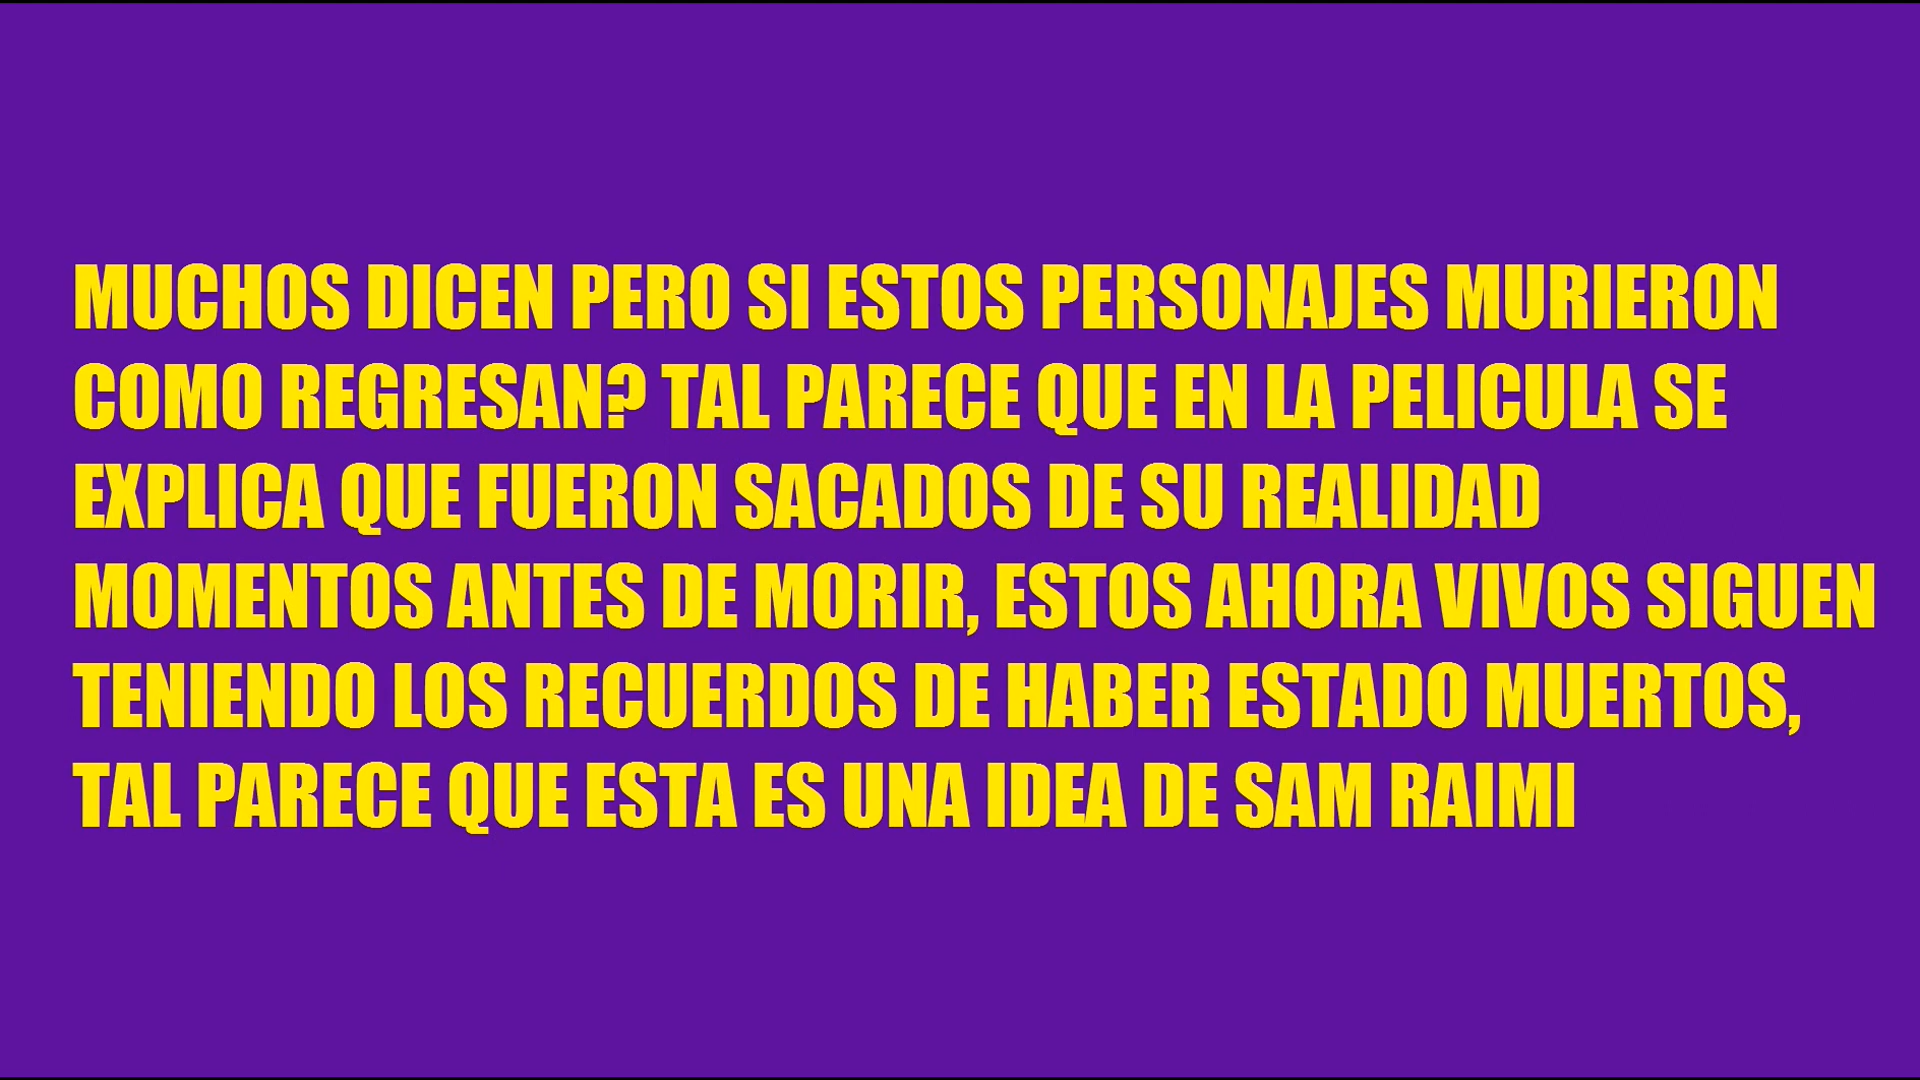 MUCHOS DICEN PERO SI ESTOS PERSONAJES MURIERON
COMO REGRESAN? TAL PARECE QUE EN LA PELICULA SE
EXPLICA QUE FUERON SACADOS DE SU REALIDAD
MOMENTOS ANTES DE MORIR, ESTOS AHORA VIVOS SIGUEN
TENIENDO LOS RECUERDOS DE HABER ESTADO MUERTOS,
TAL PARECE QUE ESTA ES UNA IDEA DE SAM RAIMI